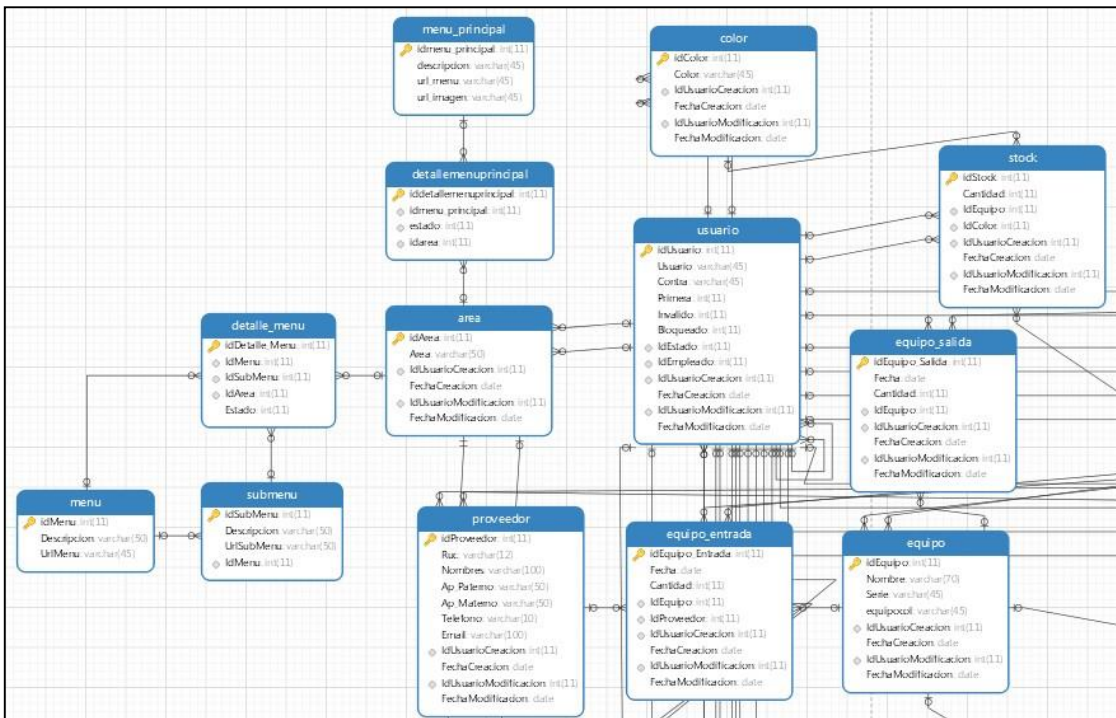 menu_principal
idmenu_principal: int(11)
descripcion: varchar(45)
url_menu: varchar(45)
url_imagen: varchar(45)
color
idColor: int(11)
Color: varchar(45)
IdUsuarioCreacion: int(11)
FechaCreacion: date
IdUsuarioModificacion: int(11)
FechaModificacion: date
detallemenuprincipal
iddetallemenuprincipal: int(11)
idmenu_principal: int(11)
estado: int(11)
idarea: int(11)
stock
idStock: int(11)
Cantidad: int(11)
IdEquipo: int(11)
IdColor: int(11)
IdUsuarioCreacion: int(11)
FechaCreacion: date
IdUsuarioModificacion: int(11)
FechaModificacion: date
usuario
idUsuario: int(11)
Usuario: varchar(45)
Contra: varchar(45)
Primera: int(11)
Invalido: int(11)
Bloqueado: int(11)
IdEstado: int(11)
IdEmpleado: int(11)
IdUsuarioCreacion: int(11)
FechaCreacion: date
IdUsuarioModificacion: int(11)
FechaModificacion: date
detalle_menu
idDetalle_Menu: int(11)
IdMenu: int(11)
IdSubMenu: int(11)
IdArea: int(11)
Estado: int(11)
area
idArea: int(11)
Area: varchar(50)
IdUsuarioCreacion: int(11)
FechaCreacion: date
IdUsuarioModificacion: int(11)
FechaModificacion: date
equipo_salida
idEquipo_Salida: int(11)
Fecha: date
Cantidad: int(11)
IdEquipo: int(11)
IdUsuarioCreacion: int(11)
FechaCreacion: date
IdUsuarioModificacion: int(11)
FechaModificacion: date
menu
idMenu: int(11)
Descripcion: varchar(50)
UrlMenu: varchar(45)
submenu
idSubMenu: int(11)
Descripcion: varchar(50)
UrlSubMenu: varchar(50)
IdMenu: int(11)
proveedor
idProveedor: int(11)
Ruc: varchar(12)
Nombres: varchar(100)
Ap_Paterno: varchar(50)
Ap_Materno: varchar(50)
Telefono: varchar(10)
Email: varchar(100)
IdUsuarioCreacion: int(11)
FechaCreacion: date
IdUsuarioModificacion: int(11)
FechaModificacion: date
equipo_entrada
idEquipo_Entrada: int(11)
Fecha: date
Cantidad: int(11)
IdEquipo: int(11)
IdProveedor: int(11)
IdUsuarioCreacion: int(11)
FechaCreacion: date
IdUsuarioModificacion: int(11)
FechaModificacion: date
equipo
idEquipo: int(11)
Nombre: varchar(70)
Serie: varchar(45)
equipocol: varchar(45)
IdUsuarioCreacion: int(11)
FechaCreacion: date
IdUsuarioModificacion: int(11)
FechaModificacion: date